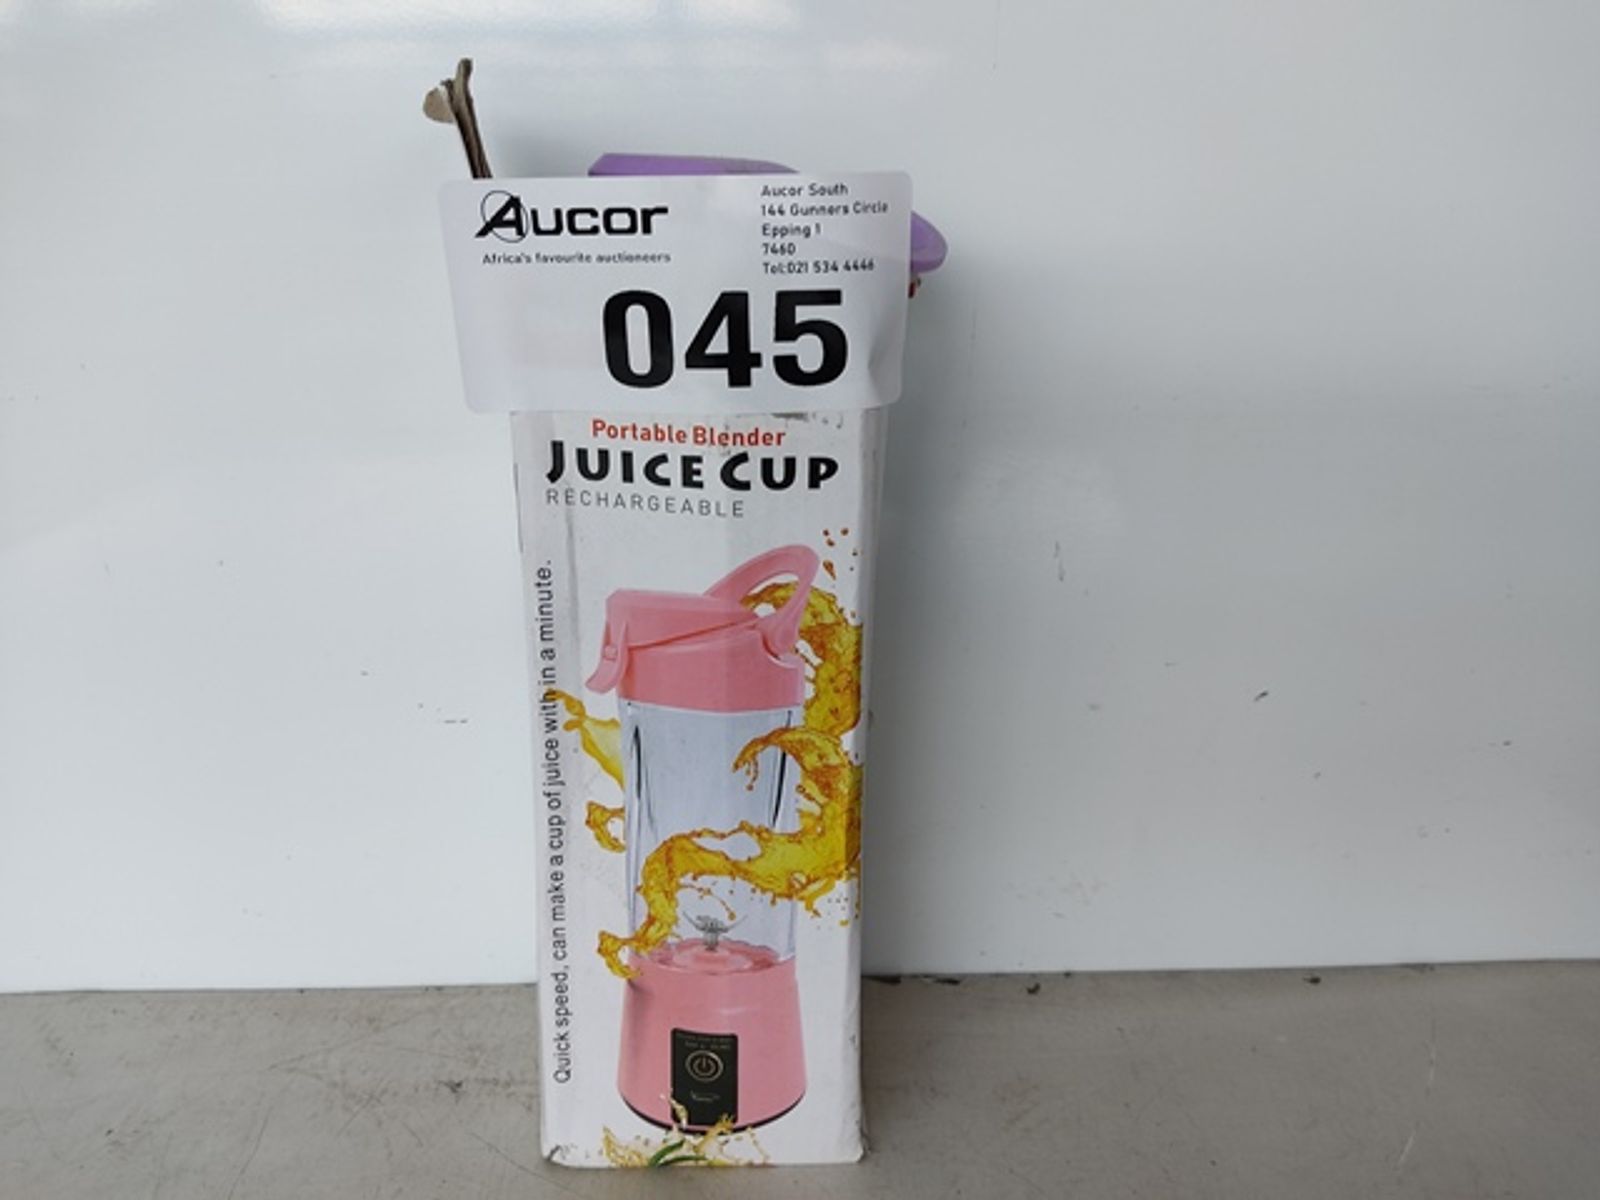 Aucor
Africa's favourite auctioneers
Aucor South
144 Gunners Circle
Epping 1
7460
Tel:021 534 4446
045
Portable Blender
JUICE CUP
RECHARGEABLE
Quick speed, can make a cup of juice with in a minute.